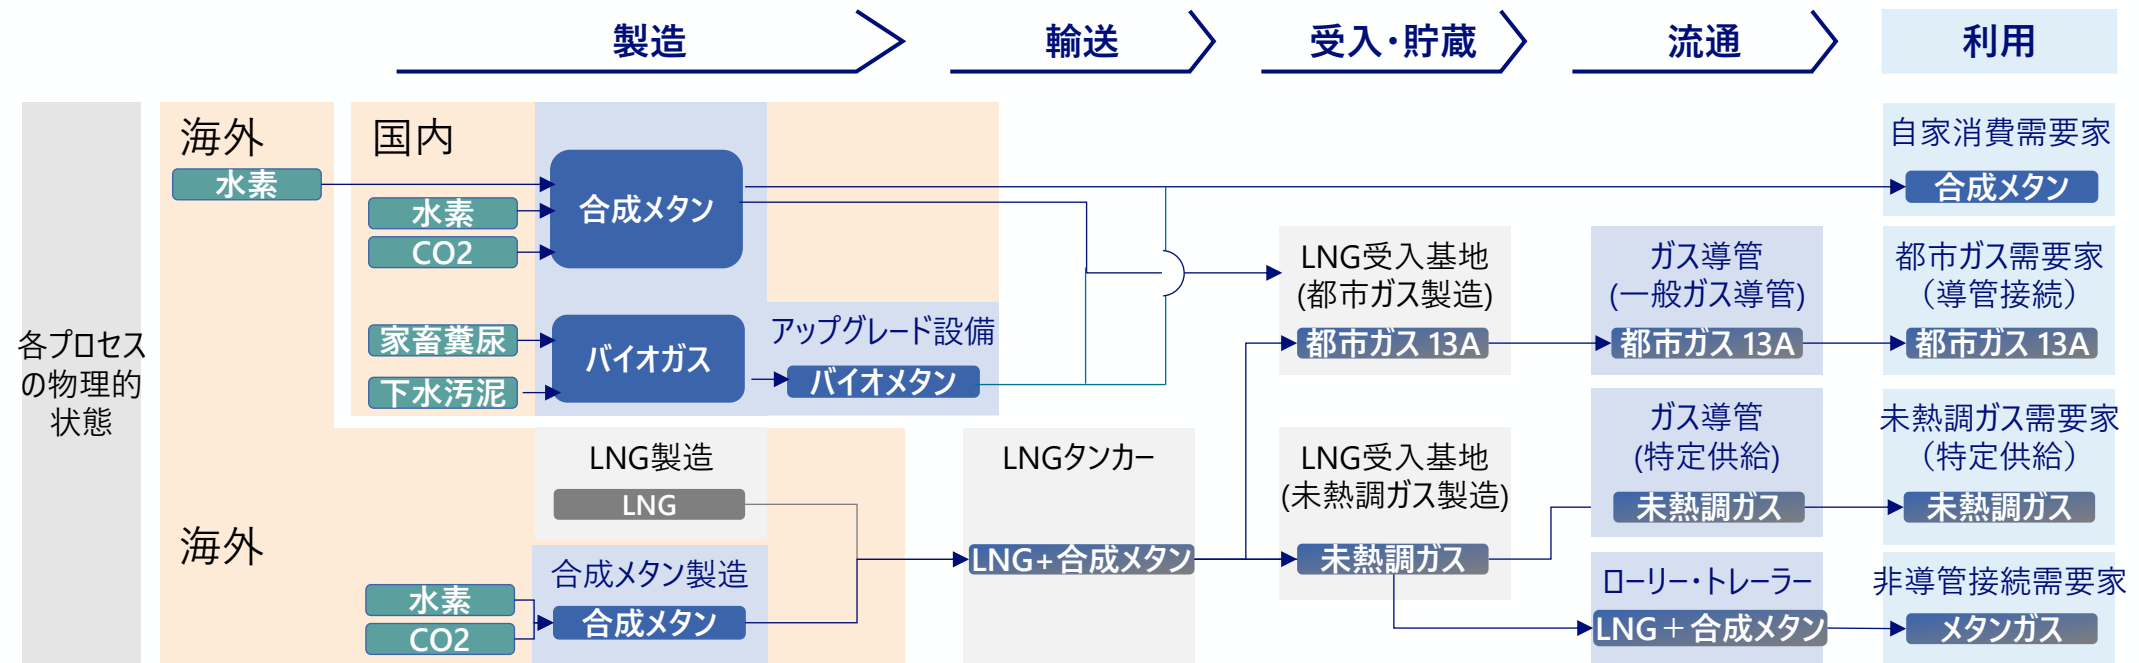 製造
輸送
受入・貯蔵
流通
利用
各プロセス
の物理的
状態
海外
水素
国内
水素
CO2
合成メタン
家畜糞尿
下水汚泥
バイオガス
アップグレード設備
バイオメタン
海外
LNG製造
LNG
水素
CO2
合成メタン製造
合成メタン
LNGタンカー
LNG+合成メタン
LNG受入基地
(都市ガス製造)
都市ガス 13A
LNG受入基地
(未熱調ガス製造)
未熱調ガス
ガス導管
(一般ガス導管)
都市ガス 13A
ガス導管
(特定供給)
未熱調ガス
ローリー・トレーラー
LNG＋合成メタン
自家消費需要家
合成メタン
都市ガス需要家
（導管接続）
都市ガス 13A
未熱調ガス需要家
（特定供給）
未熱調ガス
非導管接続需要家
メタンガス